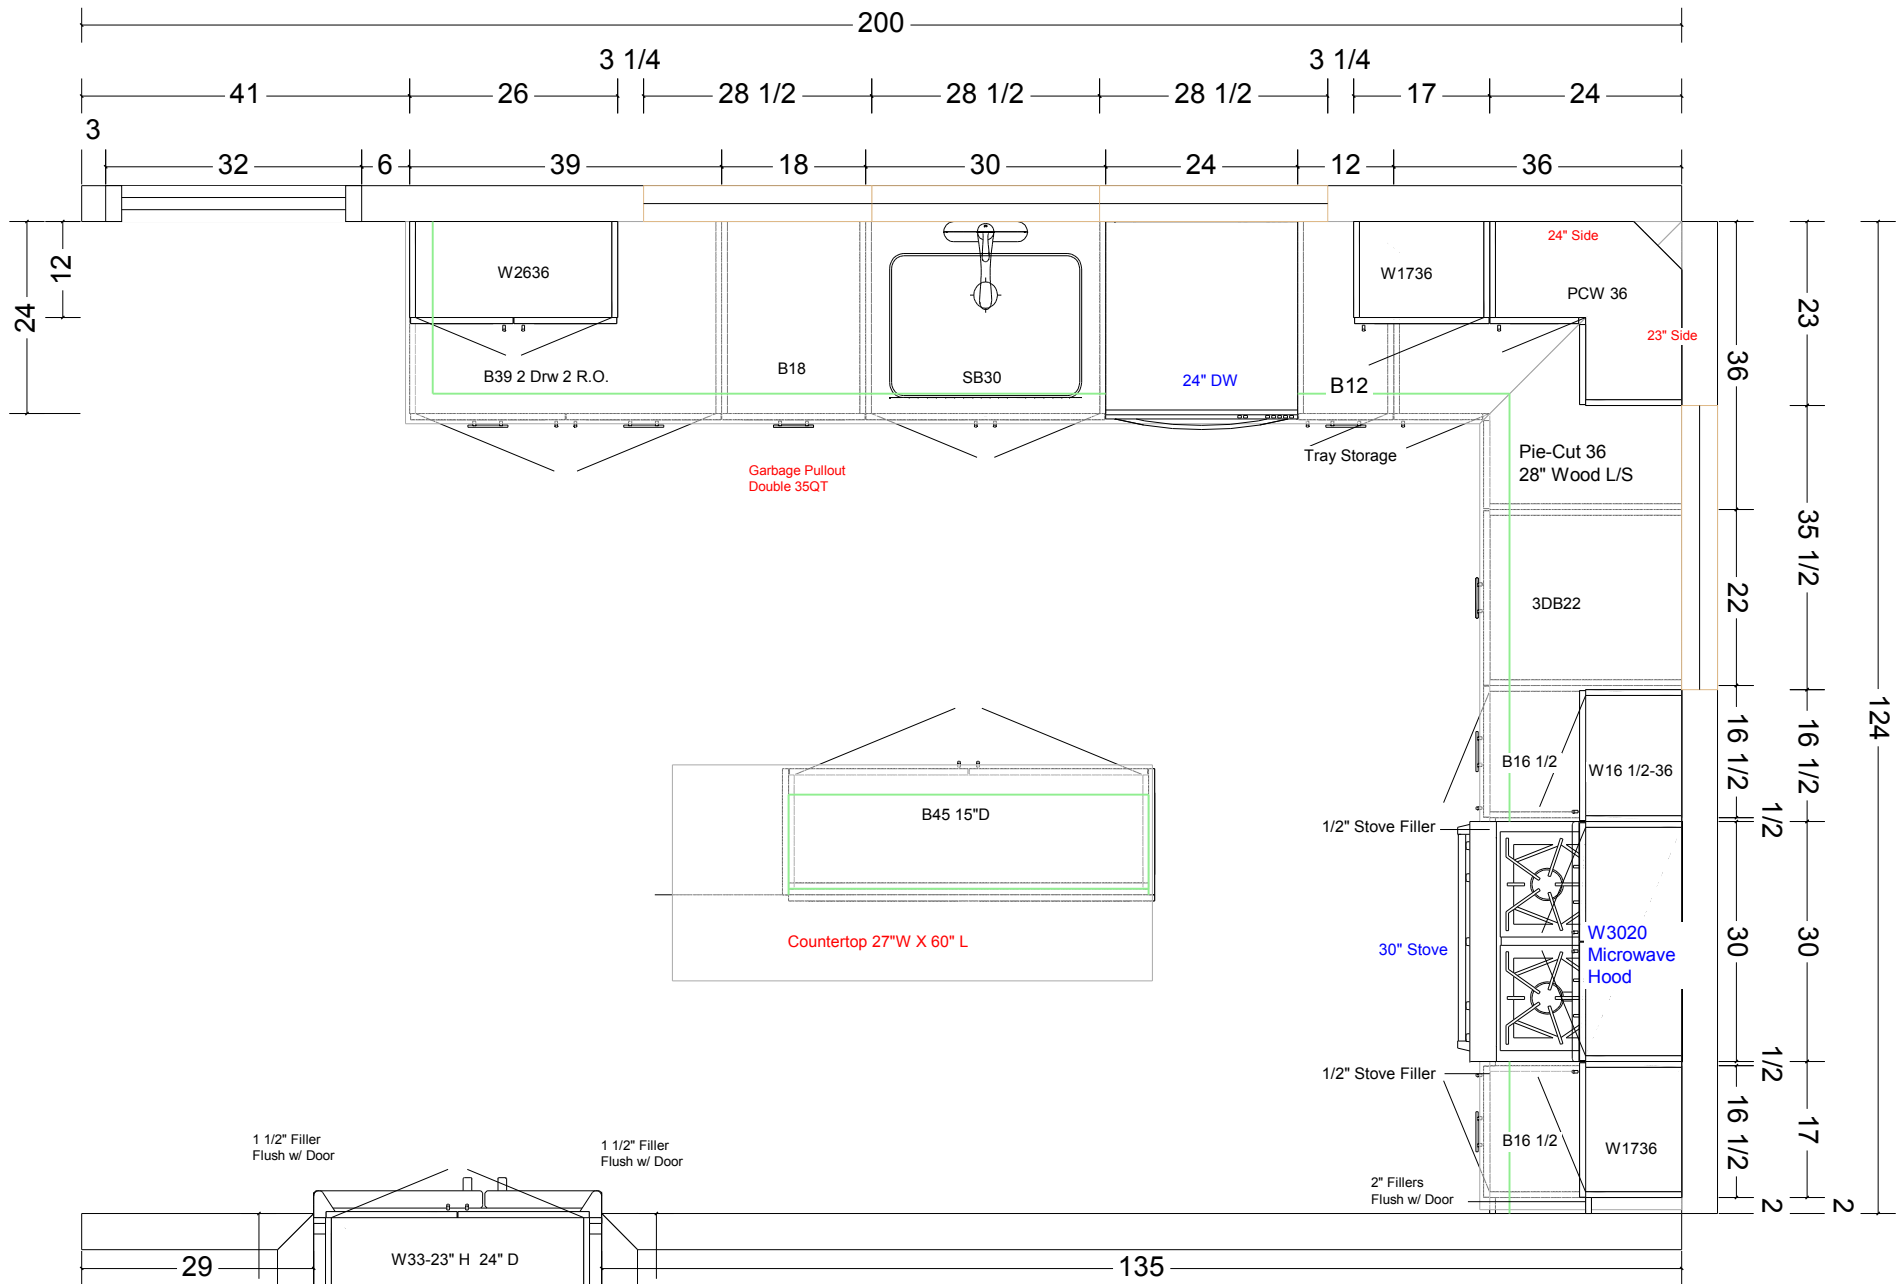 200
3 1/4
3 1/4
41
26
28 1/2
28 1/2
28 1/2
17
24
3
32
6
39
18
30
24
12
36
24
12
W2636
B39 2 Drw 2 R.O.
B18
SB30
24" DW
B12
W1736
24" Side
PCW 36
23" Side
Garbage Pullout
Double 35QT
Tray Storage
Pie-Cut 36
28" Wood L/S
3DB22
B16 1/2
W16 1/2-36
1/2" Stove Filler
30" Stove
W3020
Microwave
Hood
1/2" Stove Filler
B16 1/2
W1736
2" Fillers
Flush w/ Door
36
22
16 1/2
1/2
30
1/2
16 1/2
2
23
35 1/2
16 1/2
30
17
2
124
B45 15"D
Countertop 27"W X 60" L
1 1/2" Filler
Flush w/ Door
1 1/2" Filler
Flush w/ Door
W33-23" H 24" D
29
135